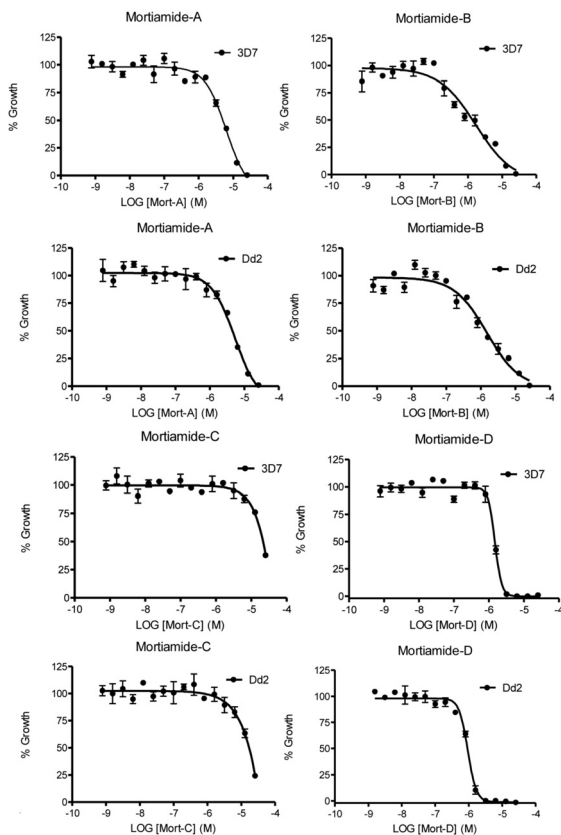 Mortiamide-A
% Growth
125
100
75
50
25
0
3D7
-10 -9 -8 -7 -6 -5 -4
LOG [Mort-A] (M)
Mortiamide-B
% Growth
125
100
75
50
25
0
3D7
-10 -9 -8 -7 -6 -5 -4
LOG [Mort-B] (M)
Mortiamide-A
% Growth
125
100
75
50
25
0
Dd2
-10 -9 -8 -7 -6 -5 -4
LOG [Mort-A] (M)
Mortiamide-B
% Growth
125
100
75
50
25
0
Dd2
-10 -9 -8 -7 -6 -5 -4
LOG [Mort-B] (M)
Mortiamide-C
% Growth
125
100
75
50
25
0
3D7
-10 -9 -8 -7 -6 -5 -4
LOG [Mort-C] (M)
Mortiamide-D
% Growth
125
100
75
50
25
0
3D7
-10 -9 -8 -7 -6 -5 -4
LOG [Mort-D] (M)
Mortiamide-C
% Growth
125
100
75
50
25
0
Dd2
-10 -9 -8 -7 -6 -5 -4
LOG [Mort-C] (M)
Mortiamide-D
% Growth
125
100
75
50
25
0
Dd2
-10 -9 -8 -7 -6 -5 -4
LOG [Mort-D] (M)